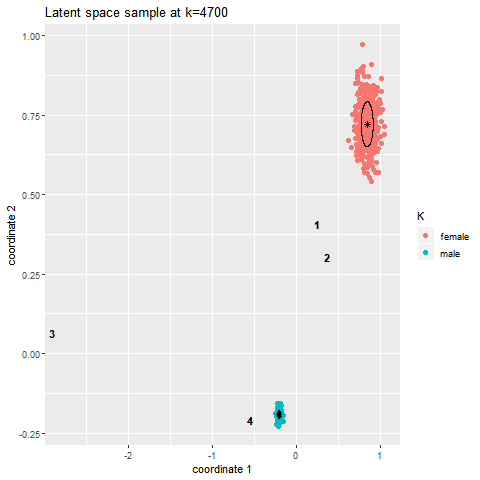 Latent space sample at k=4700
1.00
0.75
0.50
0.25
0.00
-0.25
coordinate 2
1
2
3
4
-2
-1
0
1
coordinate 1
K
female
male